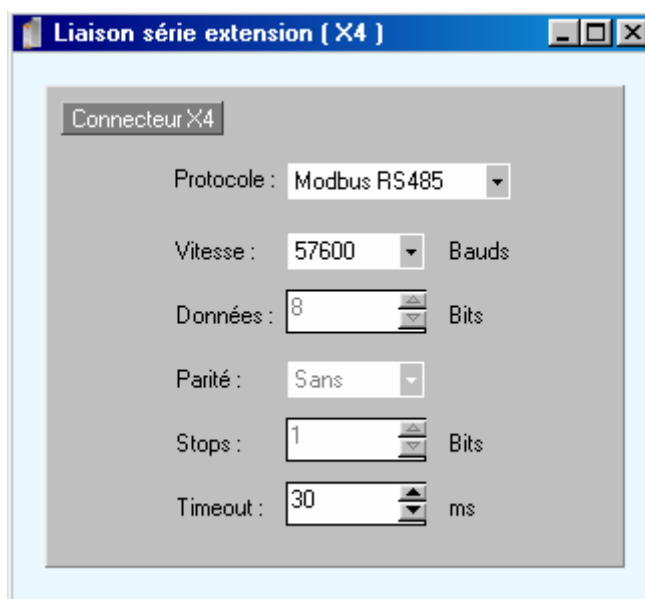 Liaison série extension ( X4 )
Connecteur X4
Protocole : Modbus RS485
Vitesse : 57600 Bauds
Données : 8 Bits
Parité : Sans
Stops : 1 Bits
Timeout : 30 ms